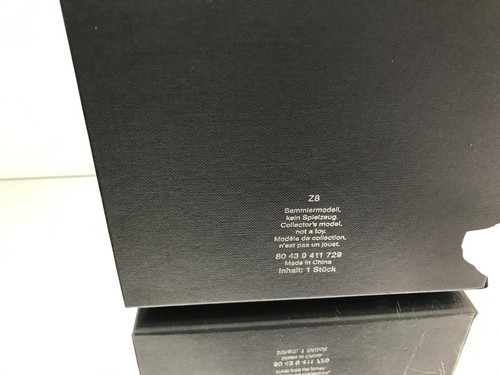 Z8
Sammlermodell,
kein Spielzeug.
Collector's model,
not a toy.
Modèle de collection,
n'est pas un jouet.
80 43 9 411 729
Made in China
Inhalt: 1 Stück